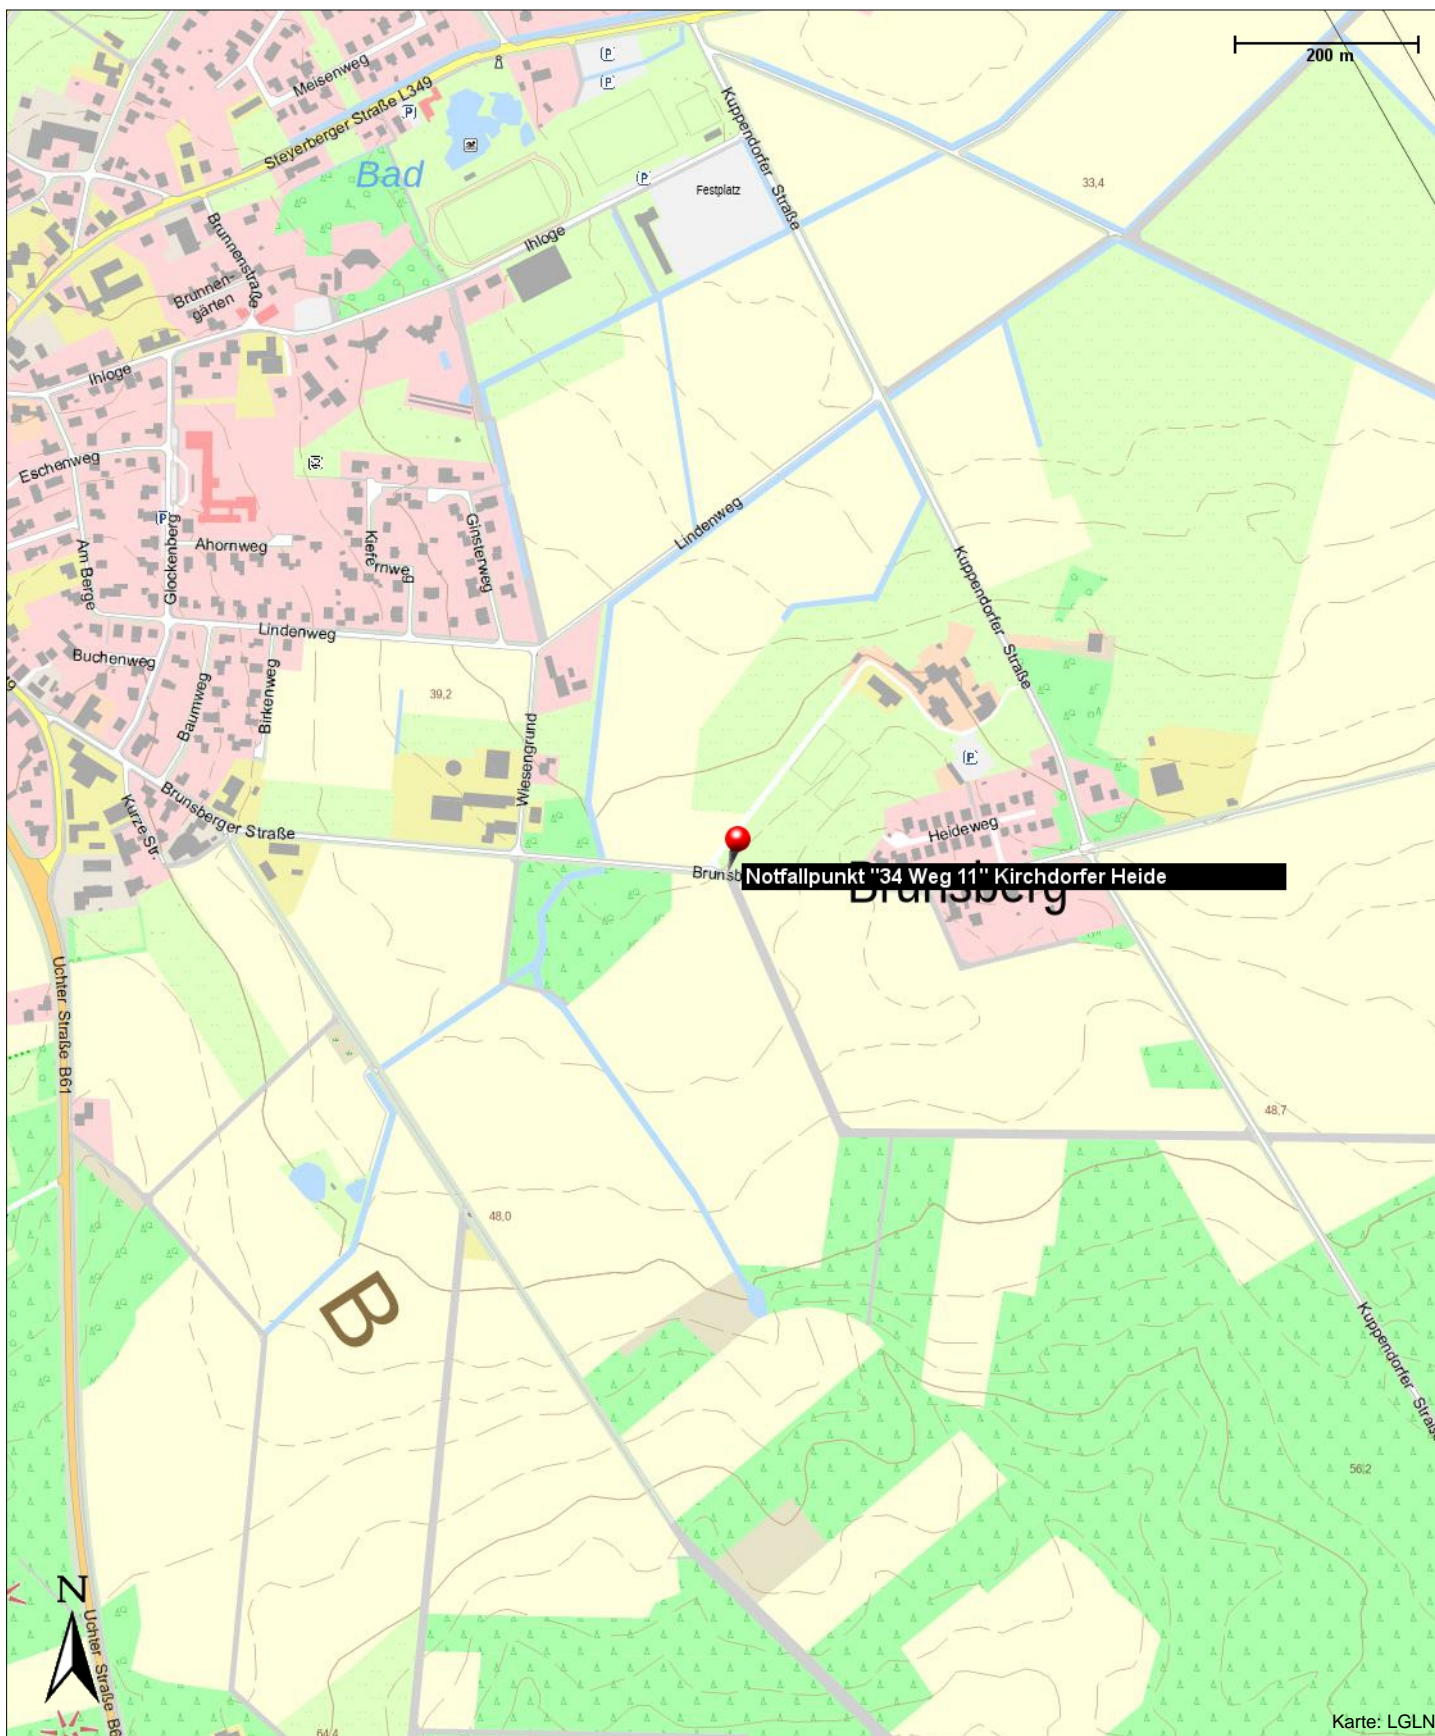 200 m
Meisenweg
Steyerberger Straße L349
Bad
Kuppendorfer Straße
Festplatz
33,4
Brunnenstraße
Ihloge
Brunnen-
gärten
Ihloge
Eschenweg
Lindenweg
Glockenberg
Ahornweg
Kiefernweg
Ginsterweg
Am Berge
Kuppendorfer Straße
Lindenweg
Buchenweg
Birkenweg
Baumweg
39,2
Wiesengrund
Kurze Str.
Brunsberger Straße
Heideweg
Notfallpunkt "34 Weg 11" Kirchdorfer Heide
Brunsberg
Uchter Straße B61
48,7
48,0
B
Kuppendorfer Straße
56,2
N
Uchter Straße B6
64,4
Karte: LGLN
P
P
P
P
P
P